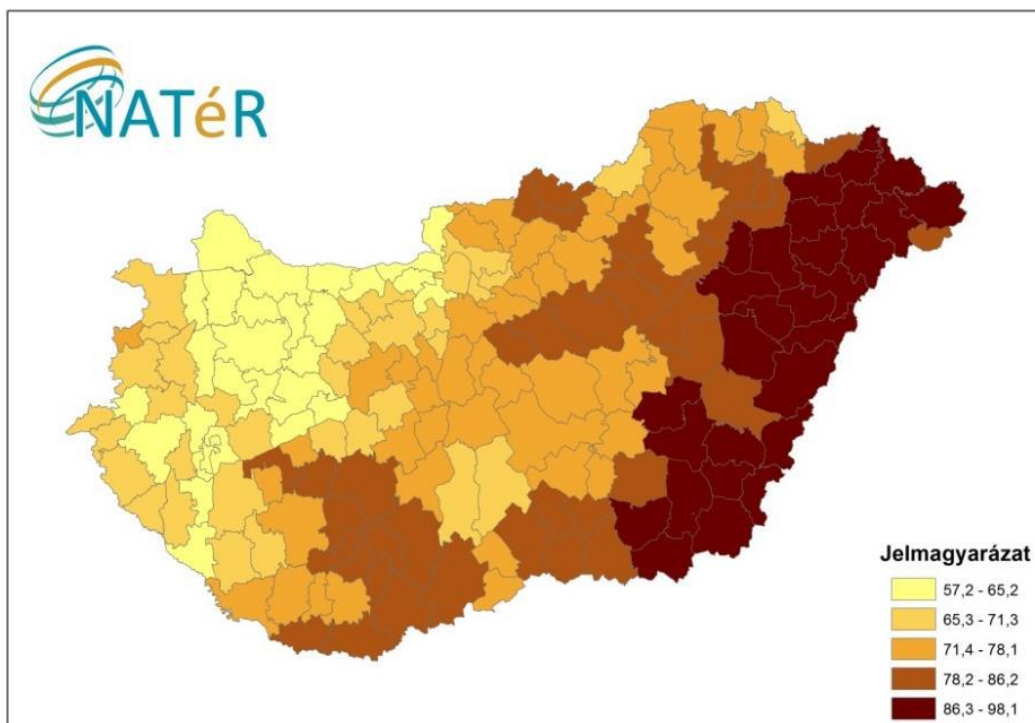 NATéR
Jelmagyarázat
57,2 - 65,2
65,3 - 71,3
71,4 - 78,1
78,2 - 86,2
86,3 - 98,1